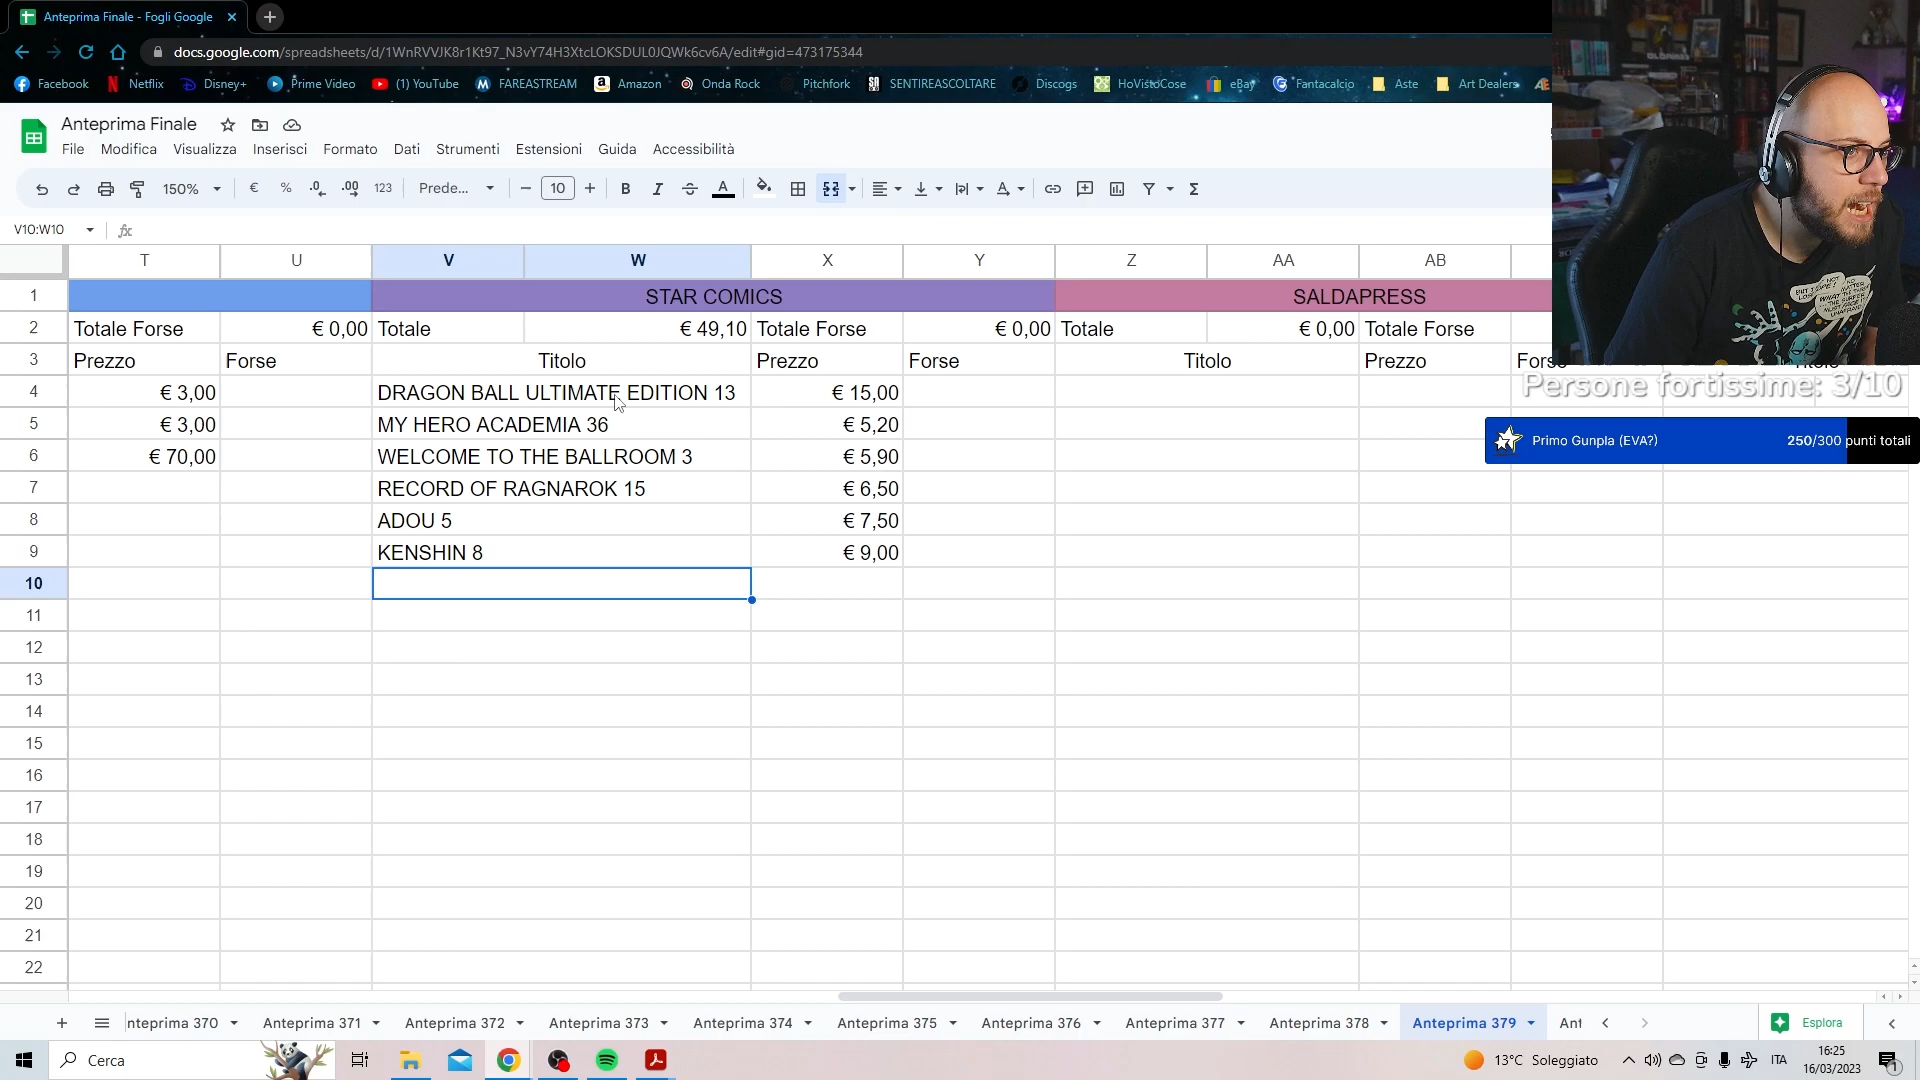 Anteprima Finale - Fogli Google
docs.google.com/spreadsheets/d/1WnRVVJK8r1Kt97_N3vY74H3XtcLOKSDUL0JQWk6cv6A/edit#gid=473175344
Facebook Netflix Disney+ Prime Video (1) YouTube FAREASTREAM Amazon Onda Rock Pitchfork SENTIREASCOLTARE Discogs HoVistoCose eBay Fantacalcio Aste Art Dealers
Anteprima Finale
File Modifica Visualizza Inserisci Formato Dati Strumenti Estensioni Guida Accessibilità
150% € % .0 .00 123 Prede... 10 B I A
V10:W10 fx
T U V W X Y Z AA AB
1 STAR COMICS SALDAPRESS
2 Totale Forse € 0,00 Totale € 49,10 Totale Forse € 0,00 Totale € 0,00 Totale Forse
3 Prezzo Forse Titolo Prezzo Forse Titolo Prezzo Forse Titolo
4 € 3,00 DRAGON BALL ULTIMATE EDITION 13 € 15,00
5 € 3,00 MY HERO ACADEMIA 36 € 5,20
6 € 70,00 WELCOME TO THE BALLROOM 3 € 5,90
7 RECORD OF RAGNAROK 15 € 6,50
8 ADOU 5 € 7,50
9 KENSHIN 8 € 9,00
10
11
12
13
14
15
16
17
18
19
20
21
22
Persone fortissime: 3/10
Primo Gunpla (EVA?) 250/300 punti totali
nteprima 370 Anteprima 371 Anteprima 372 Anteprima 373 Anteprima 374 Anteprima 375 Anteprima 376 Anteprima 377 Anteprima 378 Anteprima 379 Ant Esplora
Cerca 13°C Soleggiato ITA 16:25
16/03/2023 1